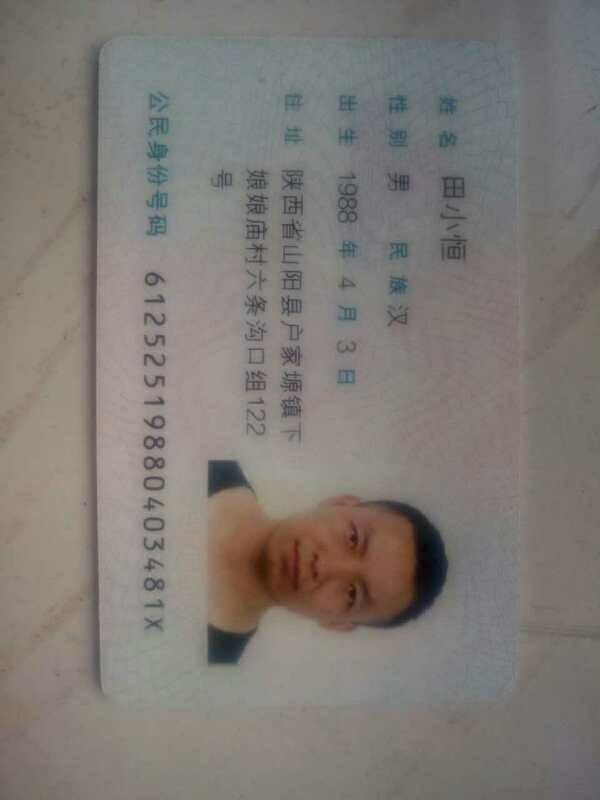 姓名 田小恒
性别 男 民族 汉
出生 1988 年 4 月 3 日
住址 陕西省山阳县户家塬镇下
娘娘庙村六条沟口组122
号
公民身份号码 61252519880403481X